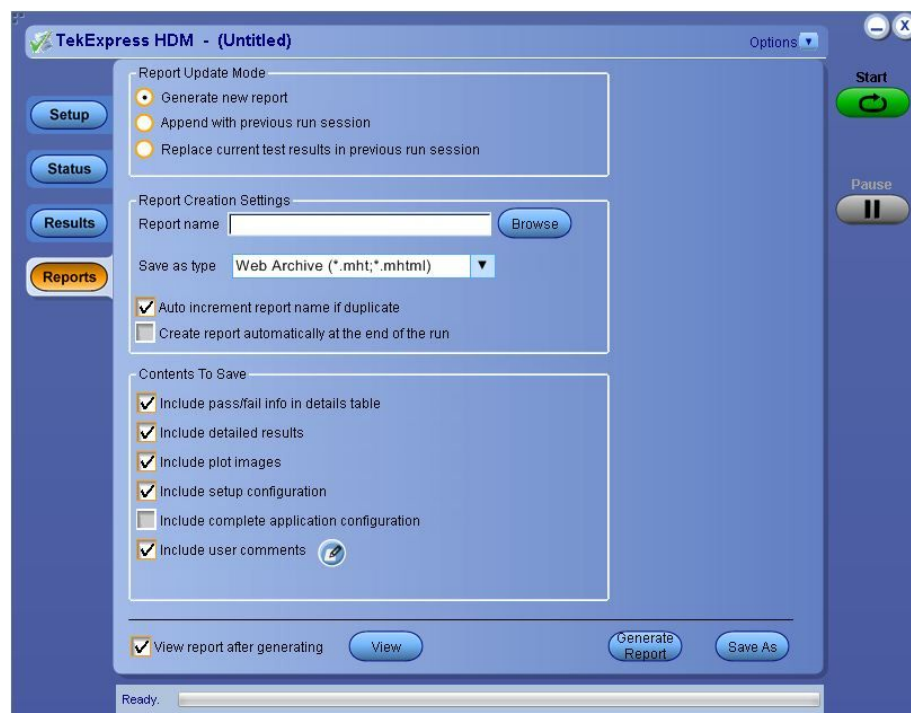 TekExpress HDM - (Untitled)
Options
Start
Pause
Setup
Status
Results
Reports
Report Update Mode
Generate new report
Append with previous run session
Replace current test results in previous run session
Report Creation Settings
Report name
Browse
Save as type
Web Archive (*.mht;*.mhtml)
Auto increment report name if duplicate
Create report automatically at the end of the run
Contents To Save
Include pass/fail info in details table
Include detailed results
Include plot images
Include setup configuration
Include complete application configuration
Include user comments
View report after generating
View
Generate
Report
Save As
Ready.